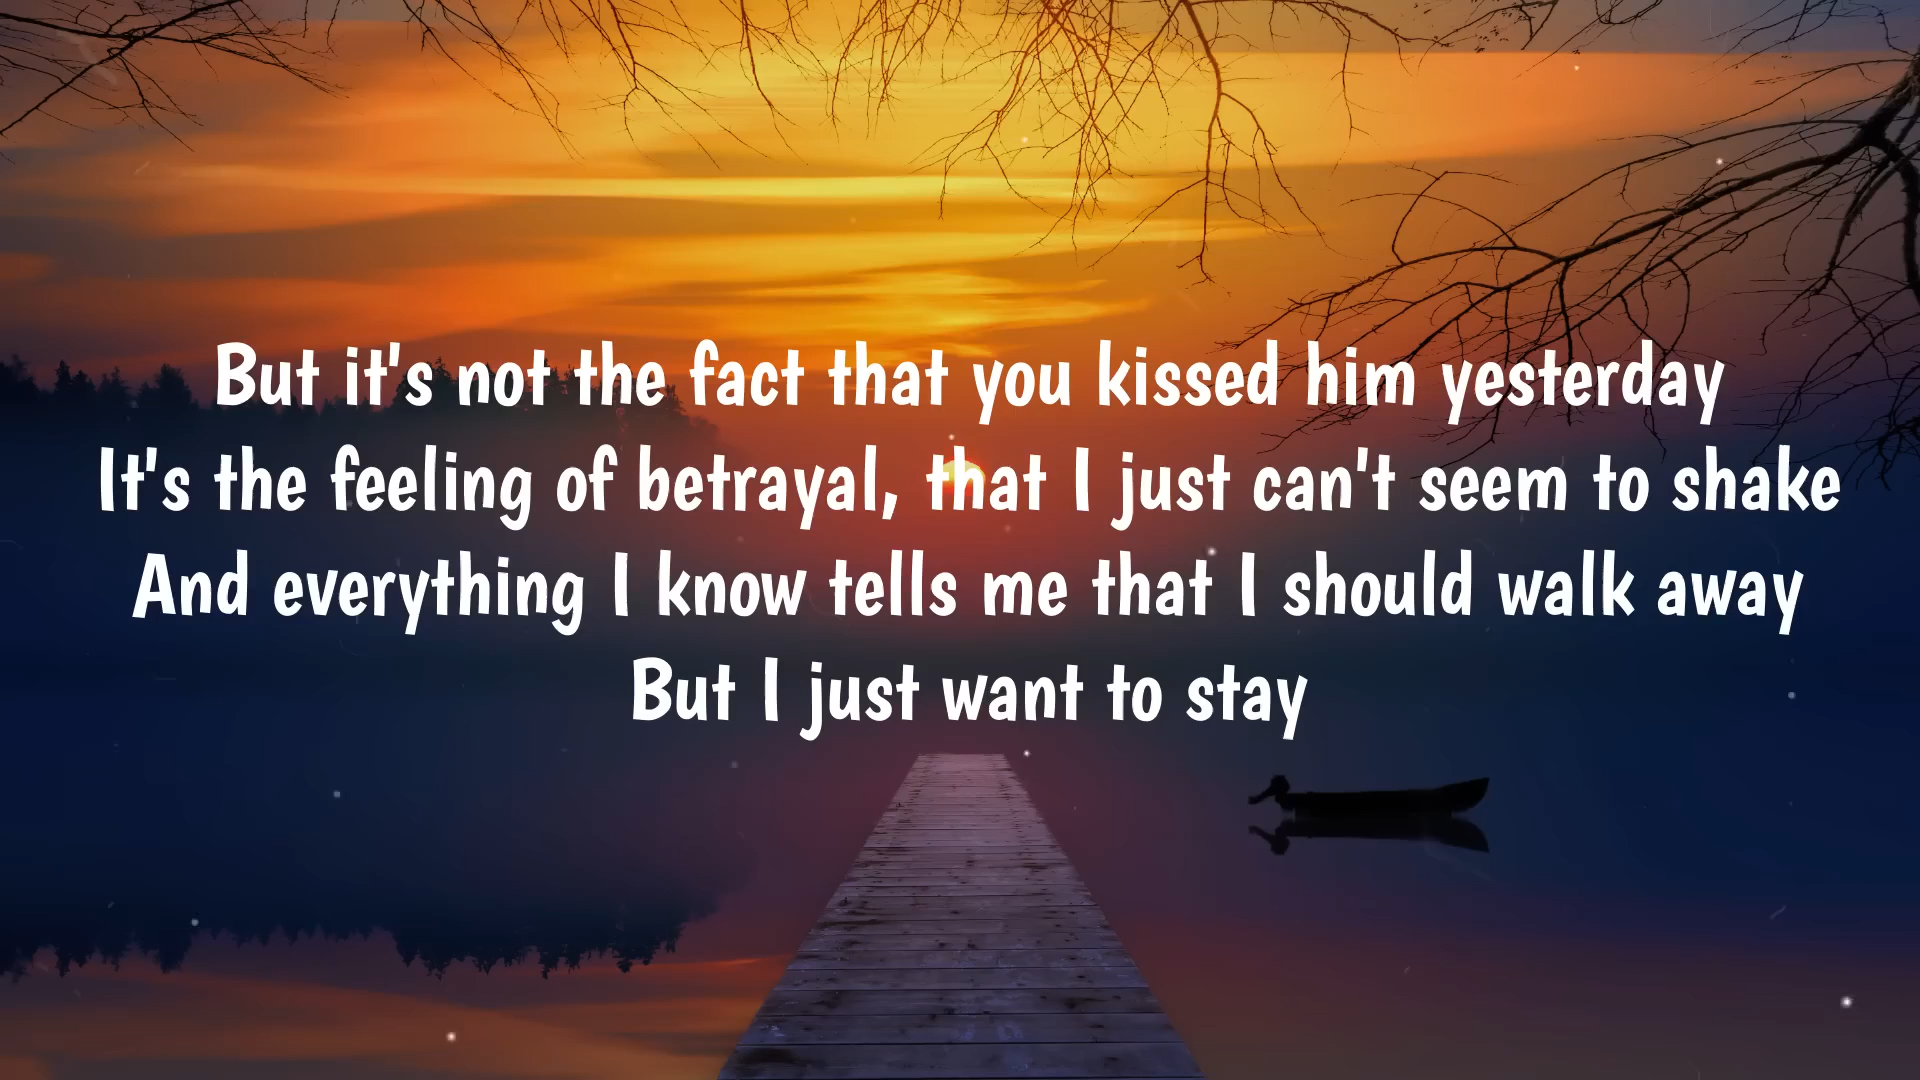 But it's not the fact that you kissed him yesterday
It's the feeling of betrayal, that I just can't seem to shake
And everything I know tells me that I should walk away
But I just want to stay